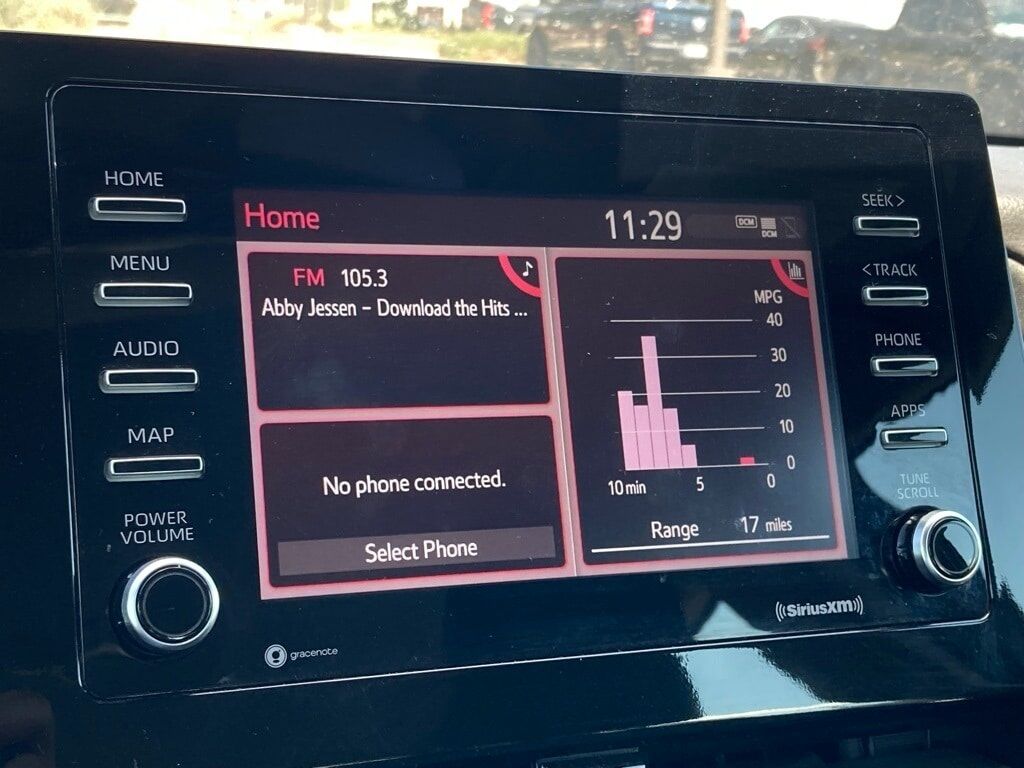 HOME
MENU
AUDIO
MAP
POWER
VOLUME
Home
11:29
DCM
DCM
FM 105.3
Abby Jessen - Download the Hits ...
No phone connected.
Select Phone
MPG
40
30
20
10
0
10 min 5 0
Range 17 miles
SEEK >
< TRACK
PHONE
APPS
TUNE
SCROLL
gracenote
((SiriusXM))